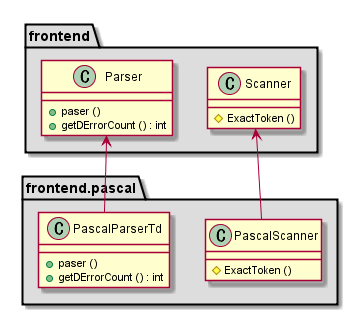 frontend
C Parser
paser ()
getDErrorCount () : int
C Scanner
ExactToken ()
frontend.pascal
C PascalParserTd
paser ()
getDErrorCount () : int
C PascalScanner
ExactToken ()